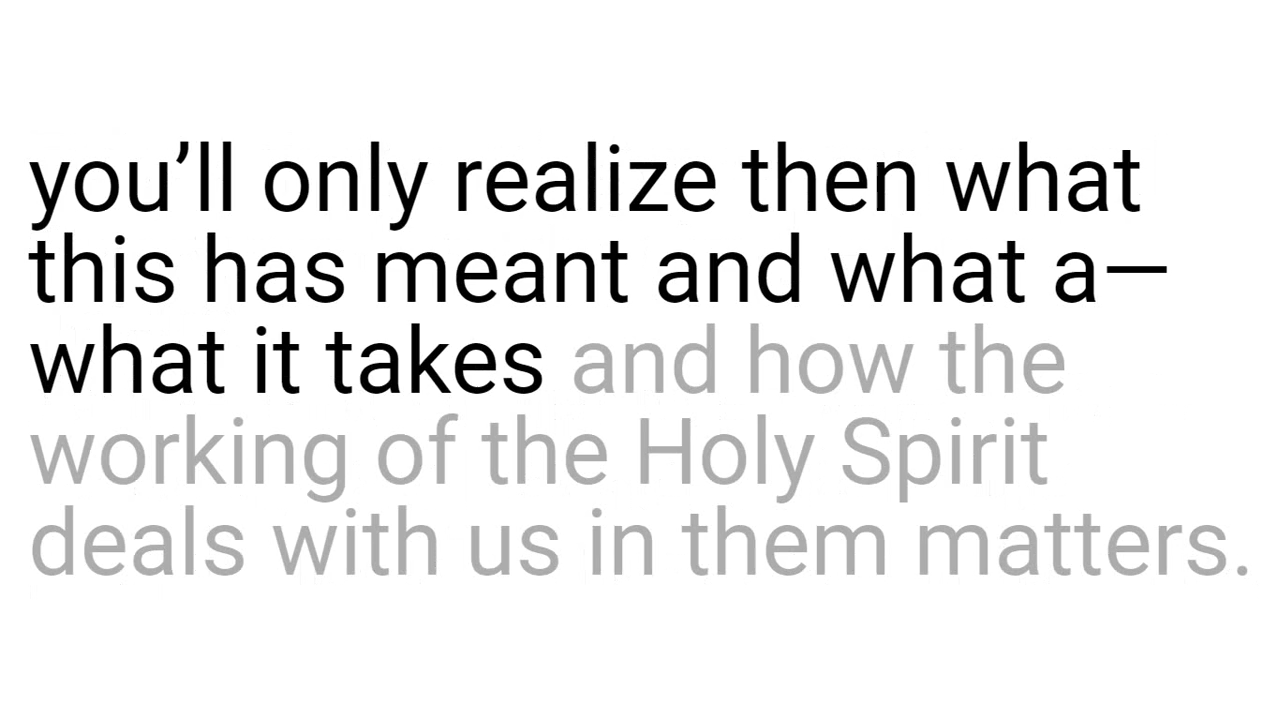 you’ll only realize then what
this has meant and what a—
what it takes and how the
working of the Holy Spirit
deals with us in them matters.